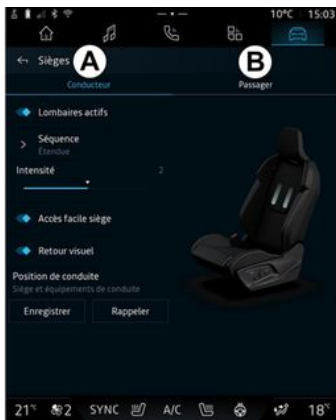 10°C 15:03
Sièges
A
B
Conducteur
Passager
Lombaires actifs
Séquence
Étendue
Intensité 2
Accès facile siège
Retour visuel
Position de conduite
Siège et équipements de conduite
Enregistrer Rappeler
21° 2 SYNC A/C 18°